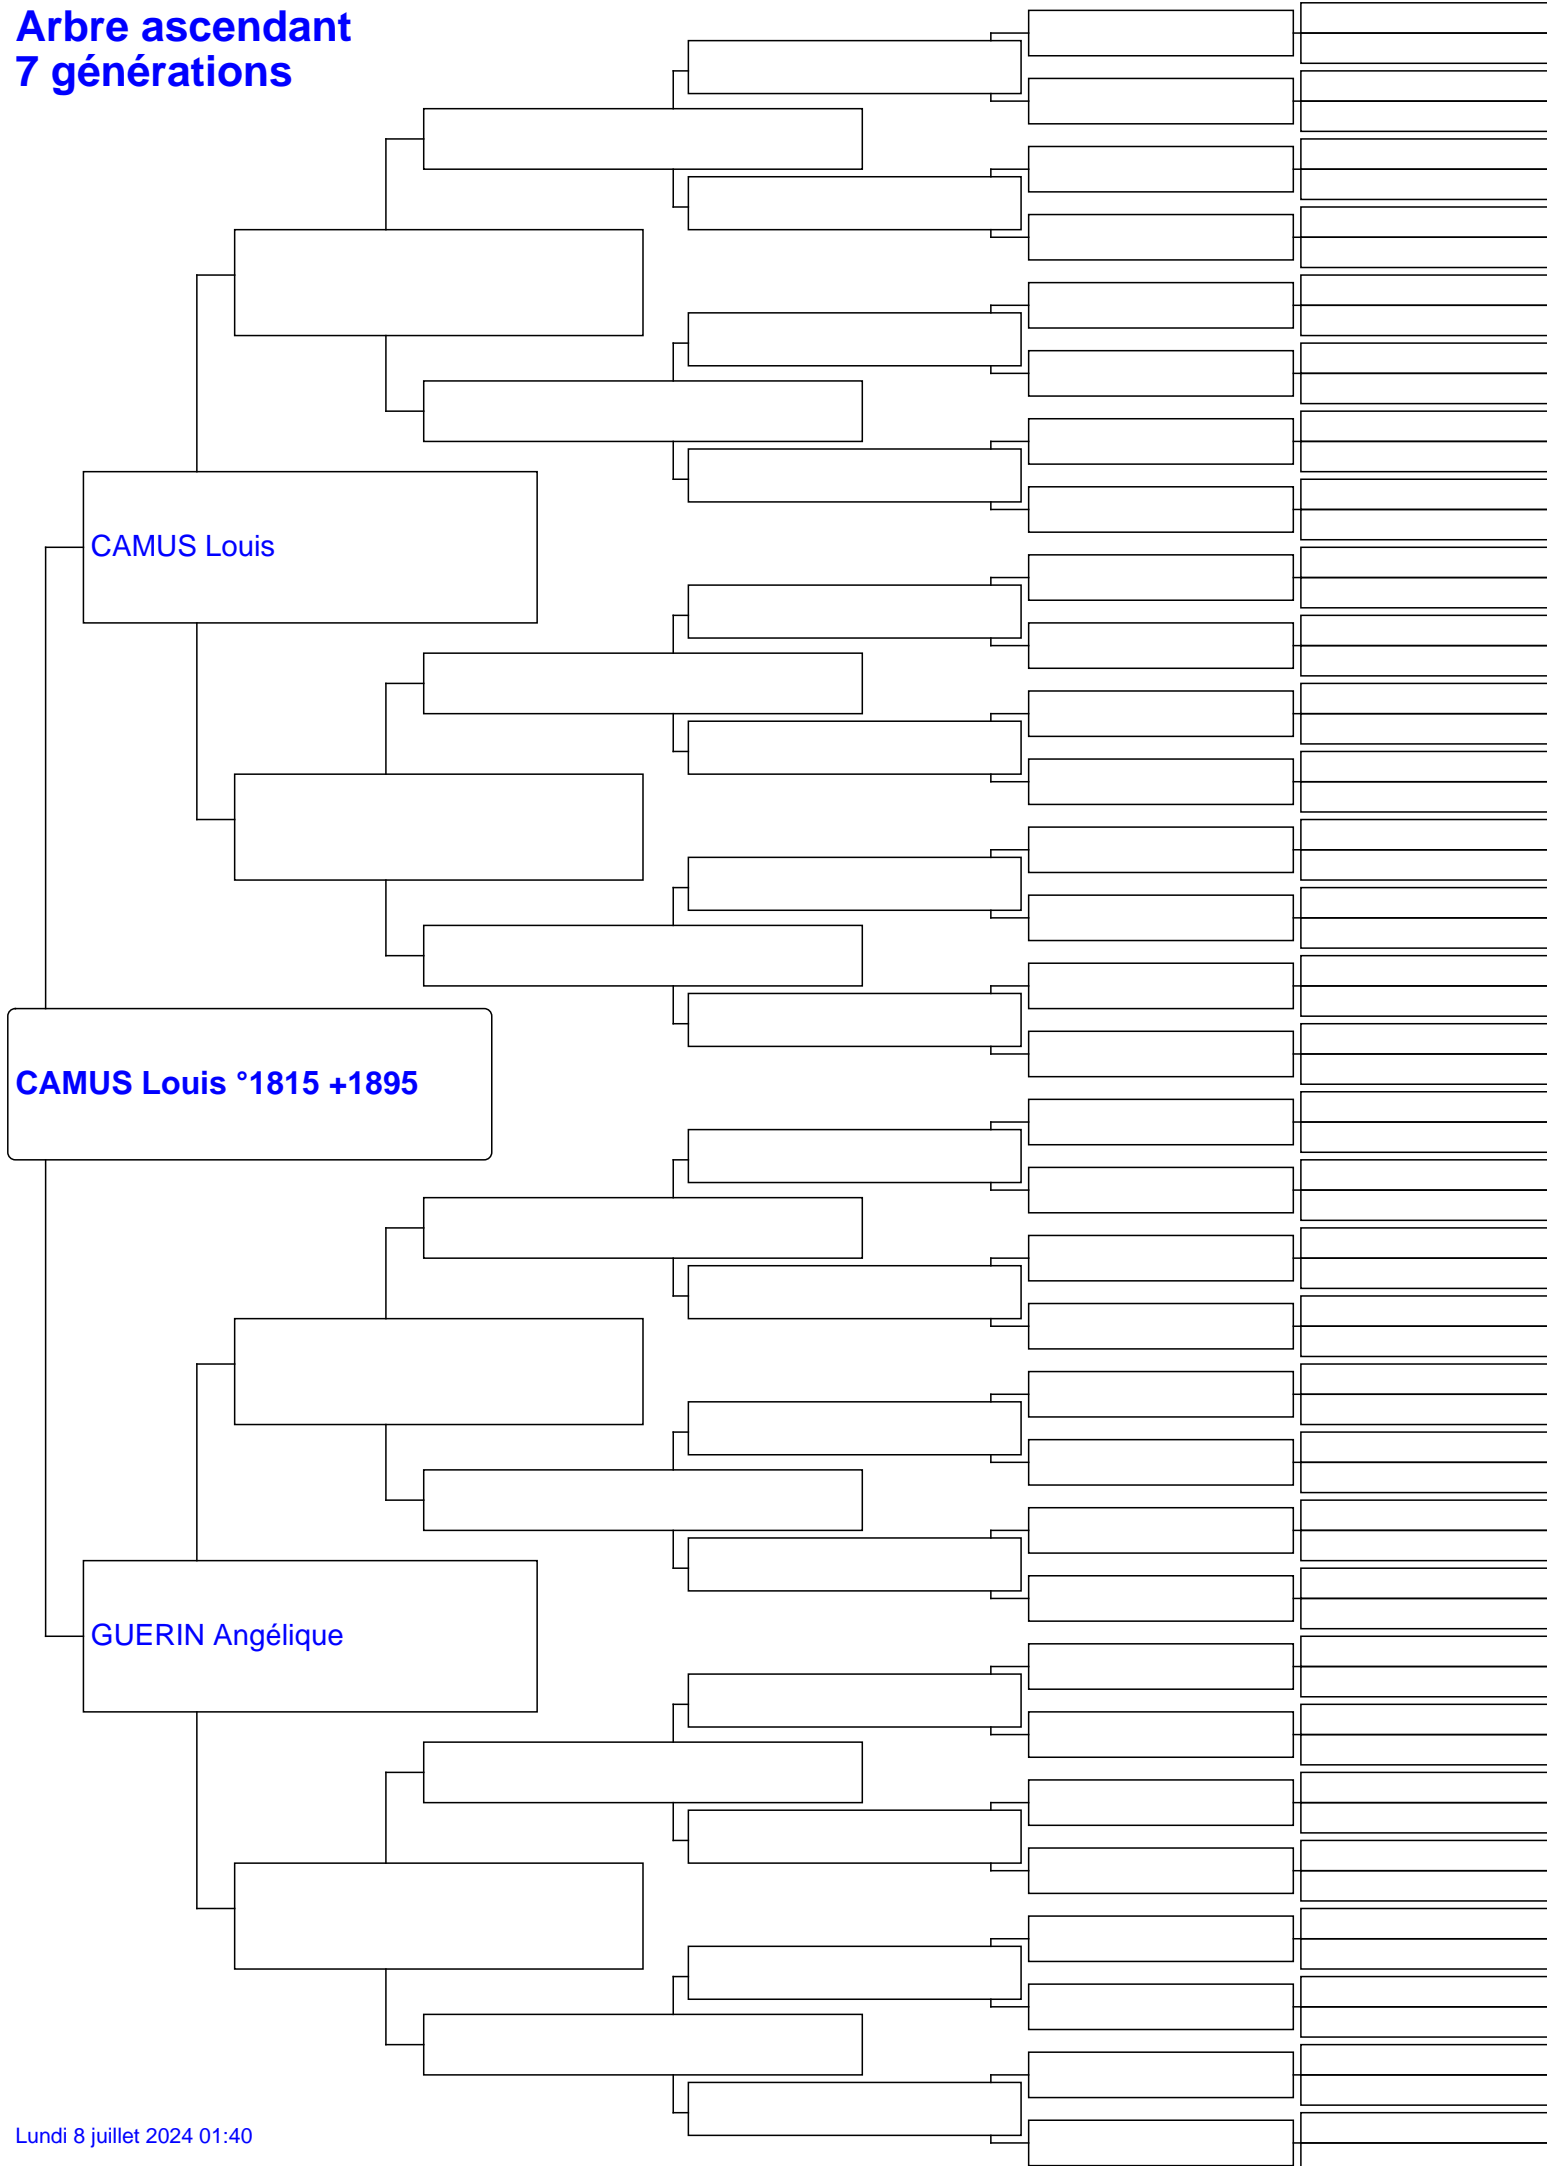 Arbre ascendant
7 générations
CAMUS Louis
CAMUS Louis °1815 +1895
GUERIN Angélique
Lundi 8 juillet 2024 01:40